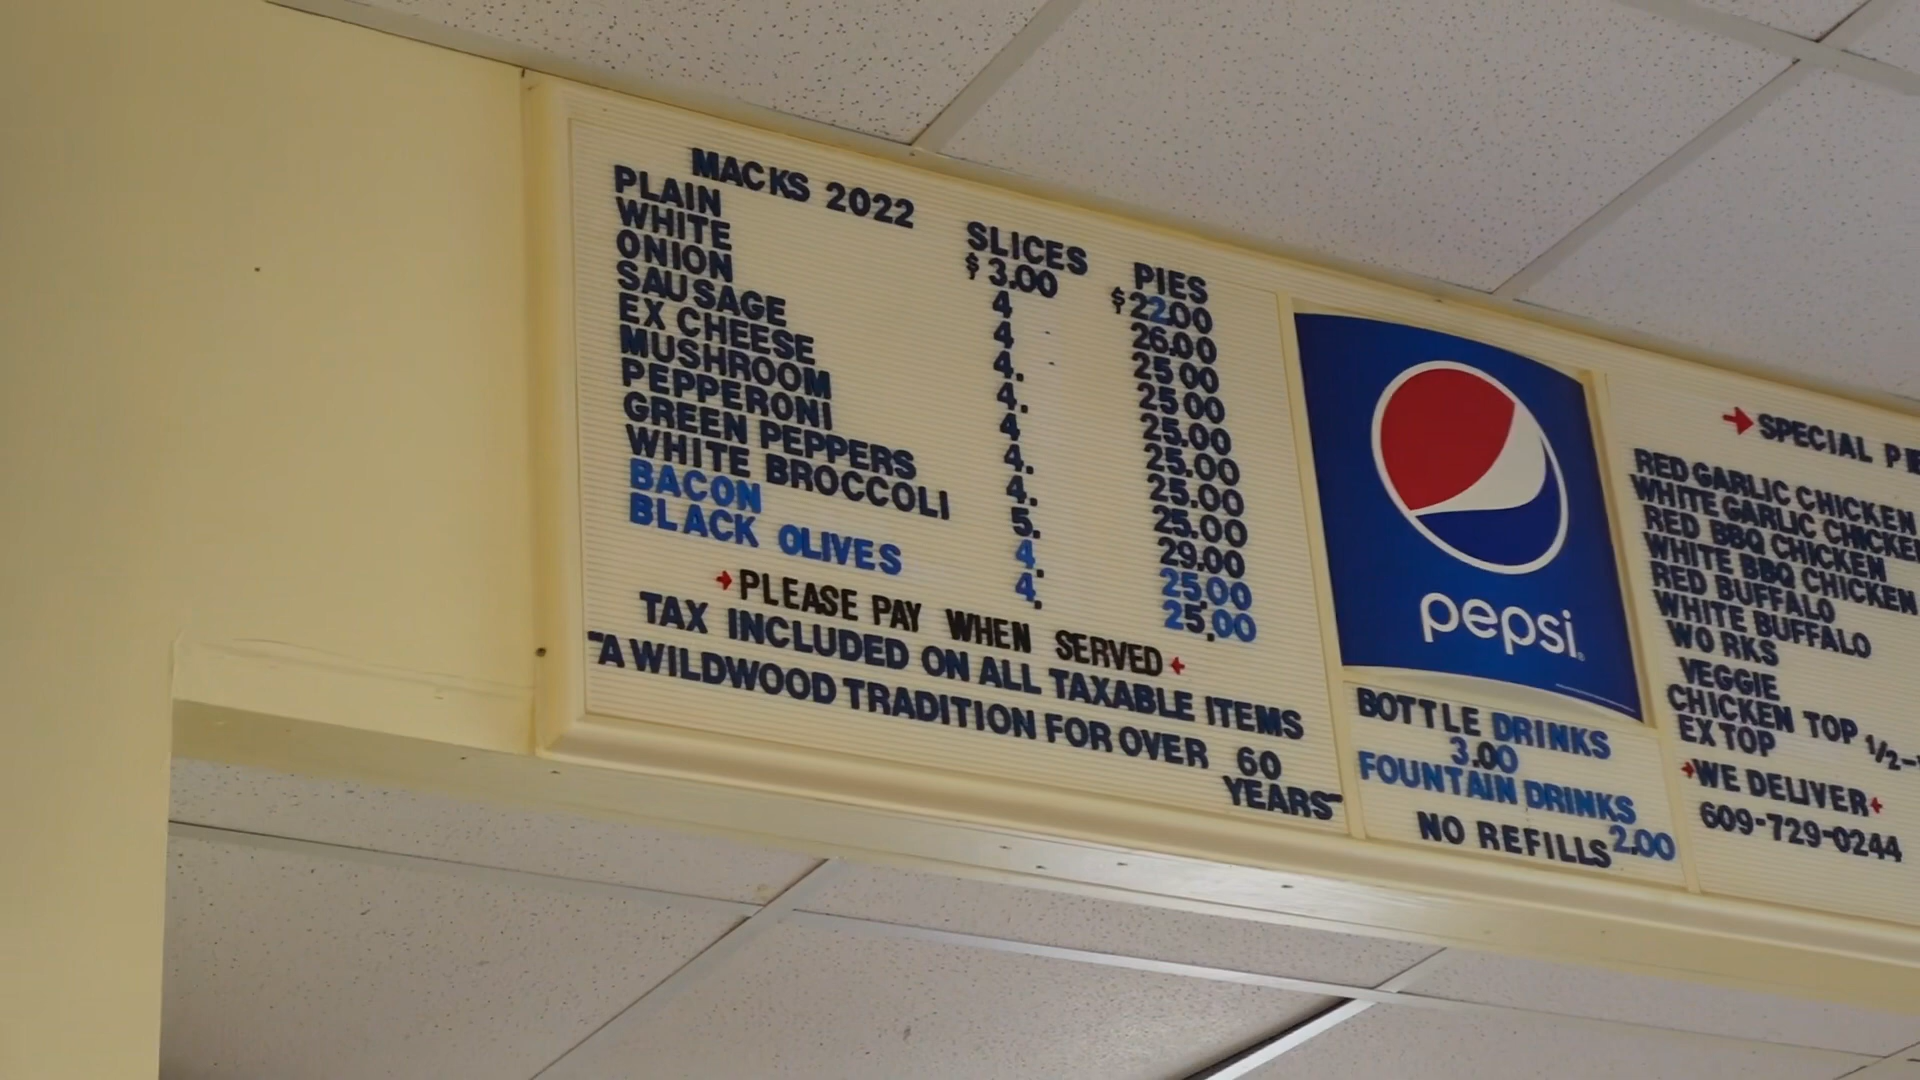 MACKS 2022
SLICES PIES
PLAIN $3.00 $22.00
WHITE 4 26.00
ONION 4 25 00
SAUSAGE 4. 25 00
EX CHEESE 4. 25.00
MUSHROOM 4 25.00
PEPPERONI 4. 25.00
GREEN PEPPERS 4. 25.00
WHITE BROCCOLI 5. 29.00
BACON 4. 25.00
BLACK OLIVES 4. 25,00
PLEASE PAY WHEN SERVED
TAX INCLUDED ON ALL TAXABLE ITEMS
"A WILDWOOD TRADITION FOR OVER 60
YEARS"
pepsi
BOTTLE DRINKS
3.00
FOUNTAIN DRINKS
2.00
NO REFILLS
SPECIAL
RED GARLIC CHICKEN
WHITE GARLIC CHICKEN
RED BBQ CHICKEN
WHITE BBQ CHICKEN
RED BUFFALO
WHITE BUFFALO
WORKS
VEGGIE
CHICKEN TOP 1/2-
EX TOP
WE DELIVER
609-729-0244